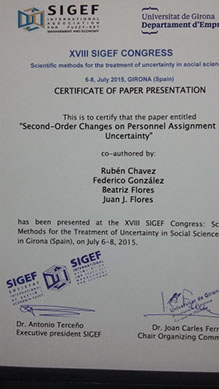 SIGEF
INTERNATIONAL
ASSOCIATION
FOR FUZZY-SET
MANAGEMENT AND ECONOMY
Universitat de Girona
Departament d'Empr
XVIII SIGEF CONGRESS
Scientific methods for the treatment of uncertainty in social scienc
6-8, July 2015, GIRONA (Spain)
CERTIFICATE OF PAPER PRESENTATION
This is to certify that the paper entitled
"Second-Order Changes on Personnel Assignment
Uncertainty"
co-authored by:
Rubén Chavez
Federico González
Beatriz Flores
Juan J. Flores
has been presented at the XVIII SIGEF Congress: Sc
Methods for the Treatment of Uncertainty in Social Science
in Girona (Spain), on July 6-8, 2015.
SIGEF
SIGEF
Dr. Antonio Terceño
Executive president SIGEF
Dr. Joan Carles Ferr
Chair Organizing Comm